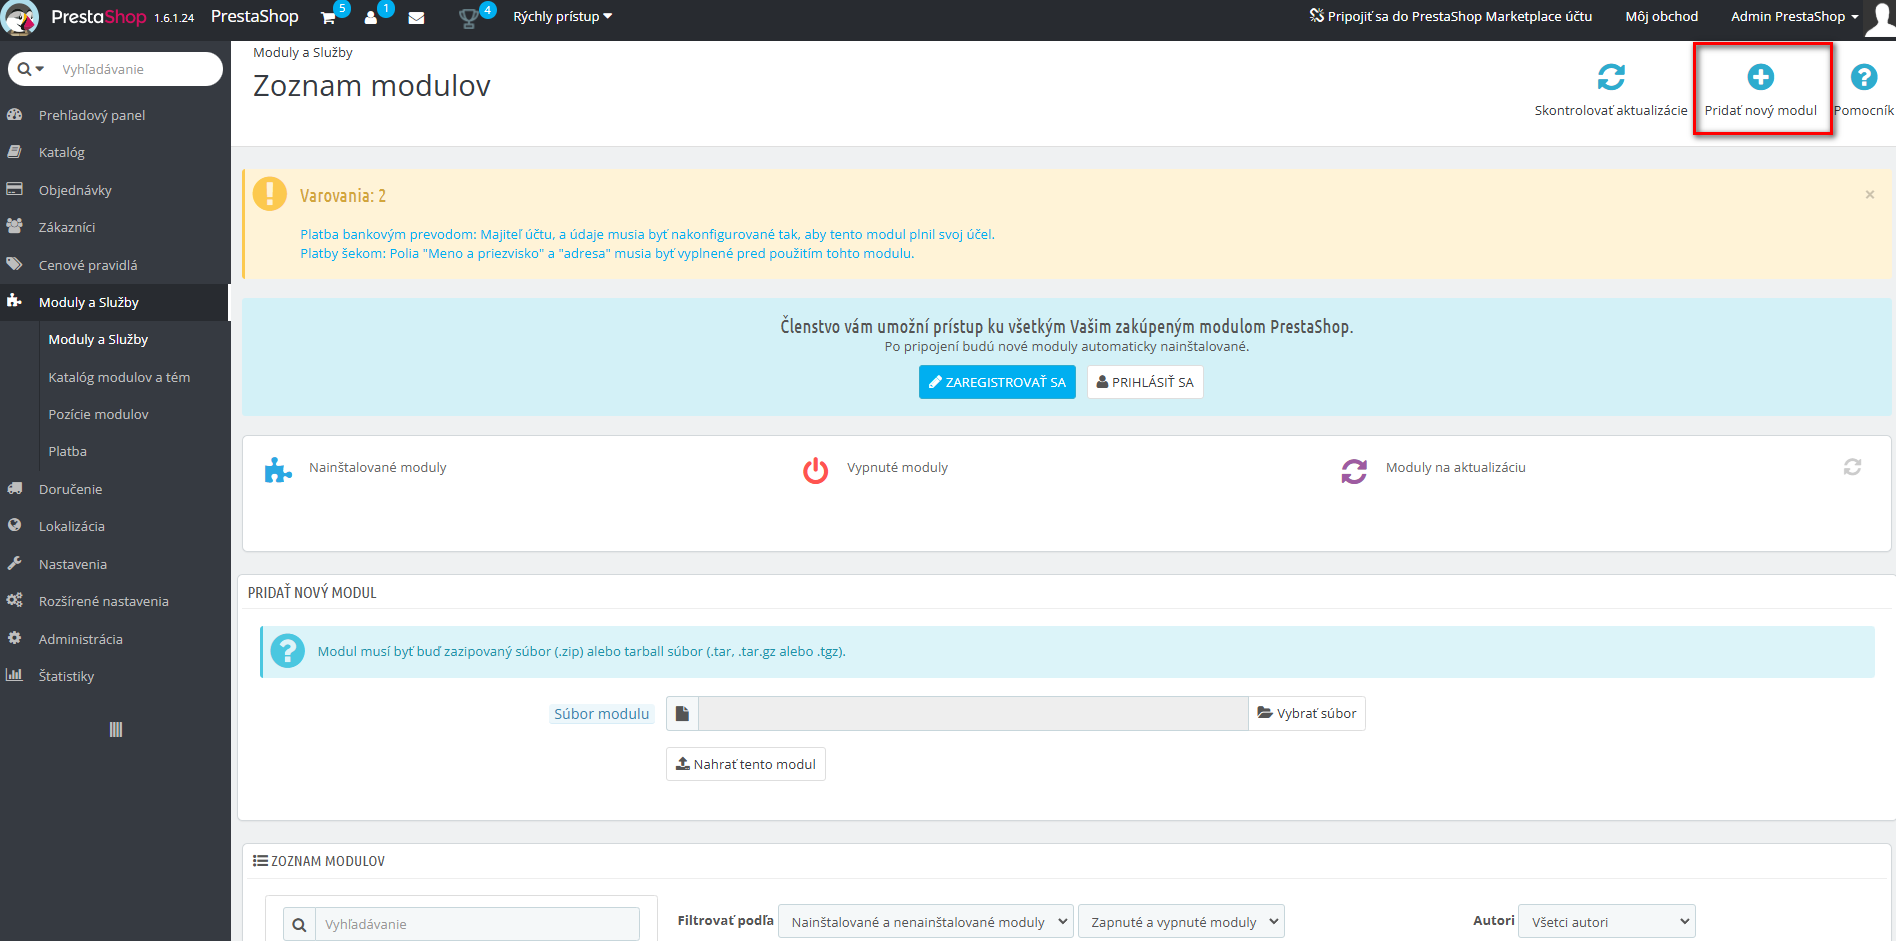 PrestaShop 1.6.1.24 PrestaShop 5 1 4 Rýchly prístup Pripojiť sa do PrestaShop Marketplace účtu Môj obchod Admin PrestaShop
Vyhľadávanie
Prehľadový panel
Katalóg
Objednávky
Zákazníci
Cenové pravidlá
Moduly a Služby
Moduly a Služby
Katalóg modulov a tém
Pozície modulov
Platba
Doručenie
Lokalizácia
Nastavenia
Rozšírené nastavenia
Administrácia
Štatistiky
Moduly a Služby
Zoznam modulov
Skontrolovať aktualizácie Pridať nový modul Pomocník
Varovania: 2
×
Platba bankovým prevodom: Majiteľ účtu, a údaje musia byť nakonfigurované tak, aby tento modul plnil svoj účel.
Platby šekom: Polia "Meno a priezvisko" a "adresa" musia byť vyplnené pred použitím tohto modulu.
Členstvo vám umožní prístup ku všetkým Vašim zakúpeným modulom PrestaShop.
Po pripojení budú nové moduly automaticky nainštalované.
ZAREGISTROVAŤ SA PRIHLÁSIŤ SA
Nainštalované moduly Vypnuté moduly Moduly na aktualizáciu
PRIDAŤ NOVÝ MODUL
Modul musí byť buď zazipovaný súbor (.zip) alebo tarball súbor (.tar, .tar.gz alebo .tgz).
Súbor modulu Vybrať súbor
Nahrať tento modul
ZOZNAM MODULOV
Vyhľadávanie Filtrovať podľa Nainštalované a nenainštalované moduly Zapnuté a vypnuté moduly Autori Všetci autori